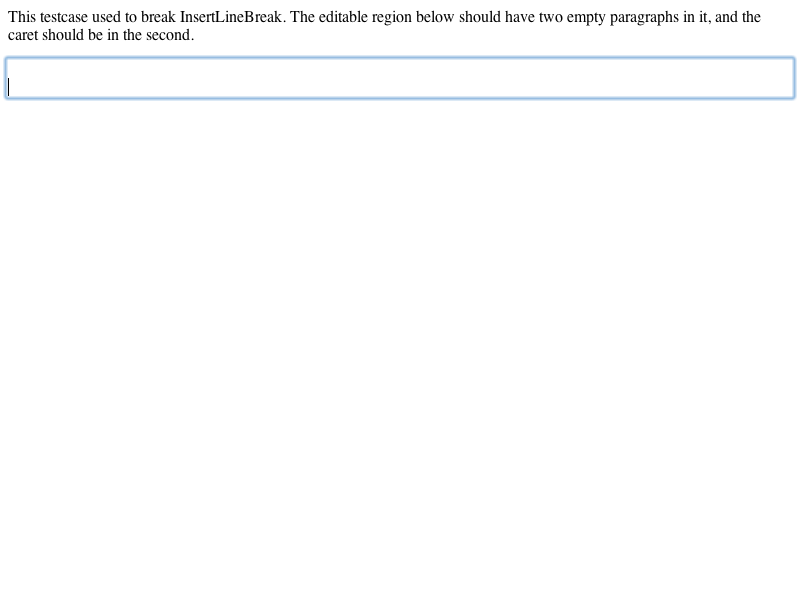 This testcase used to break InsertLineBreak. The editable region below should have two empty paragraphs in it, and the
caret should be in the second.